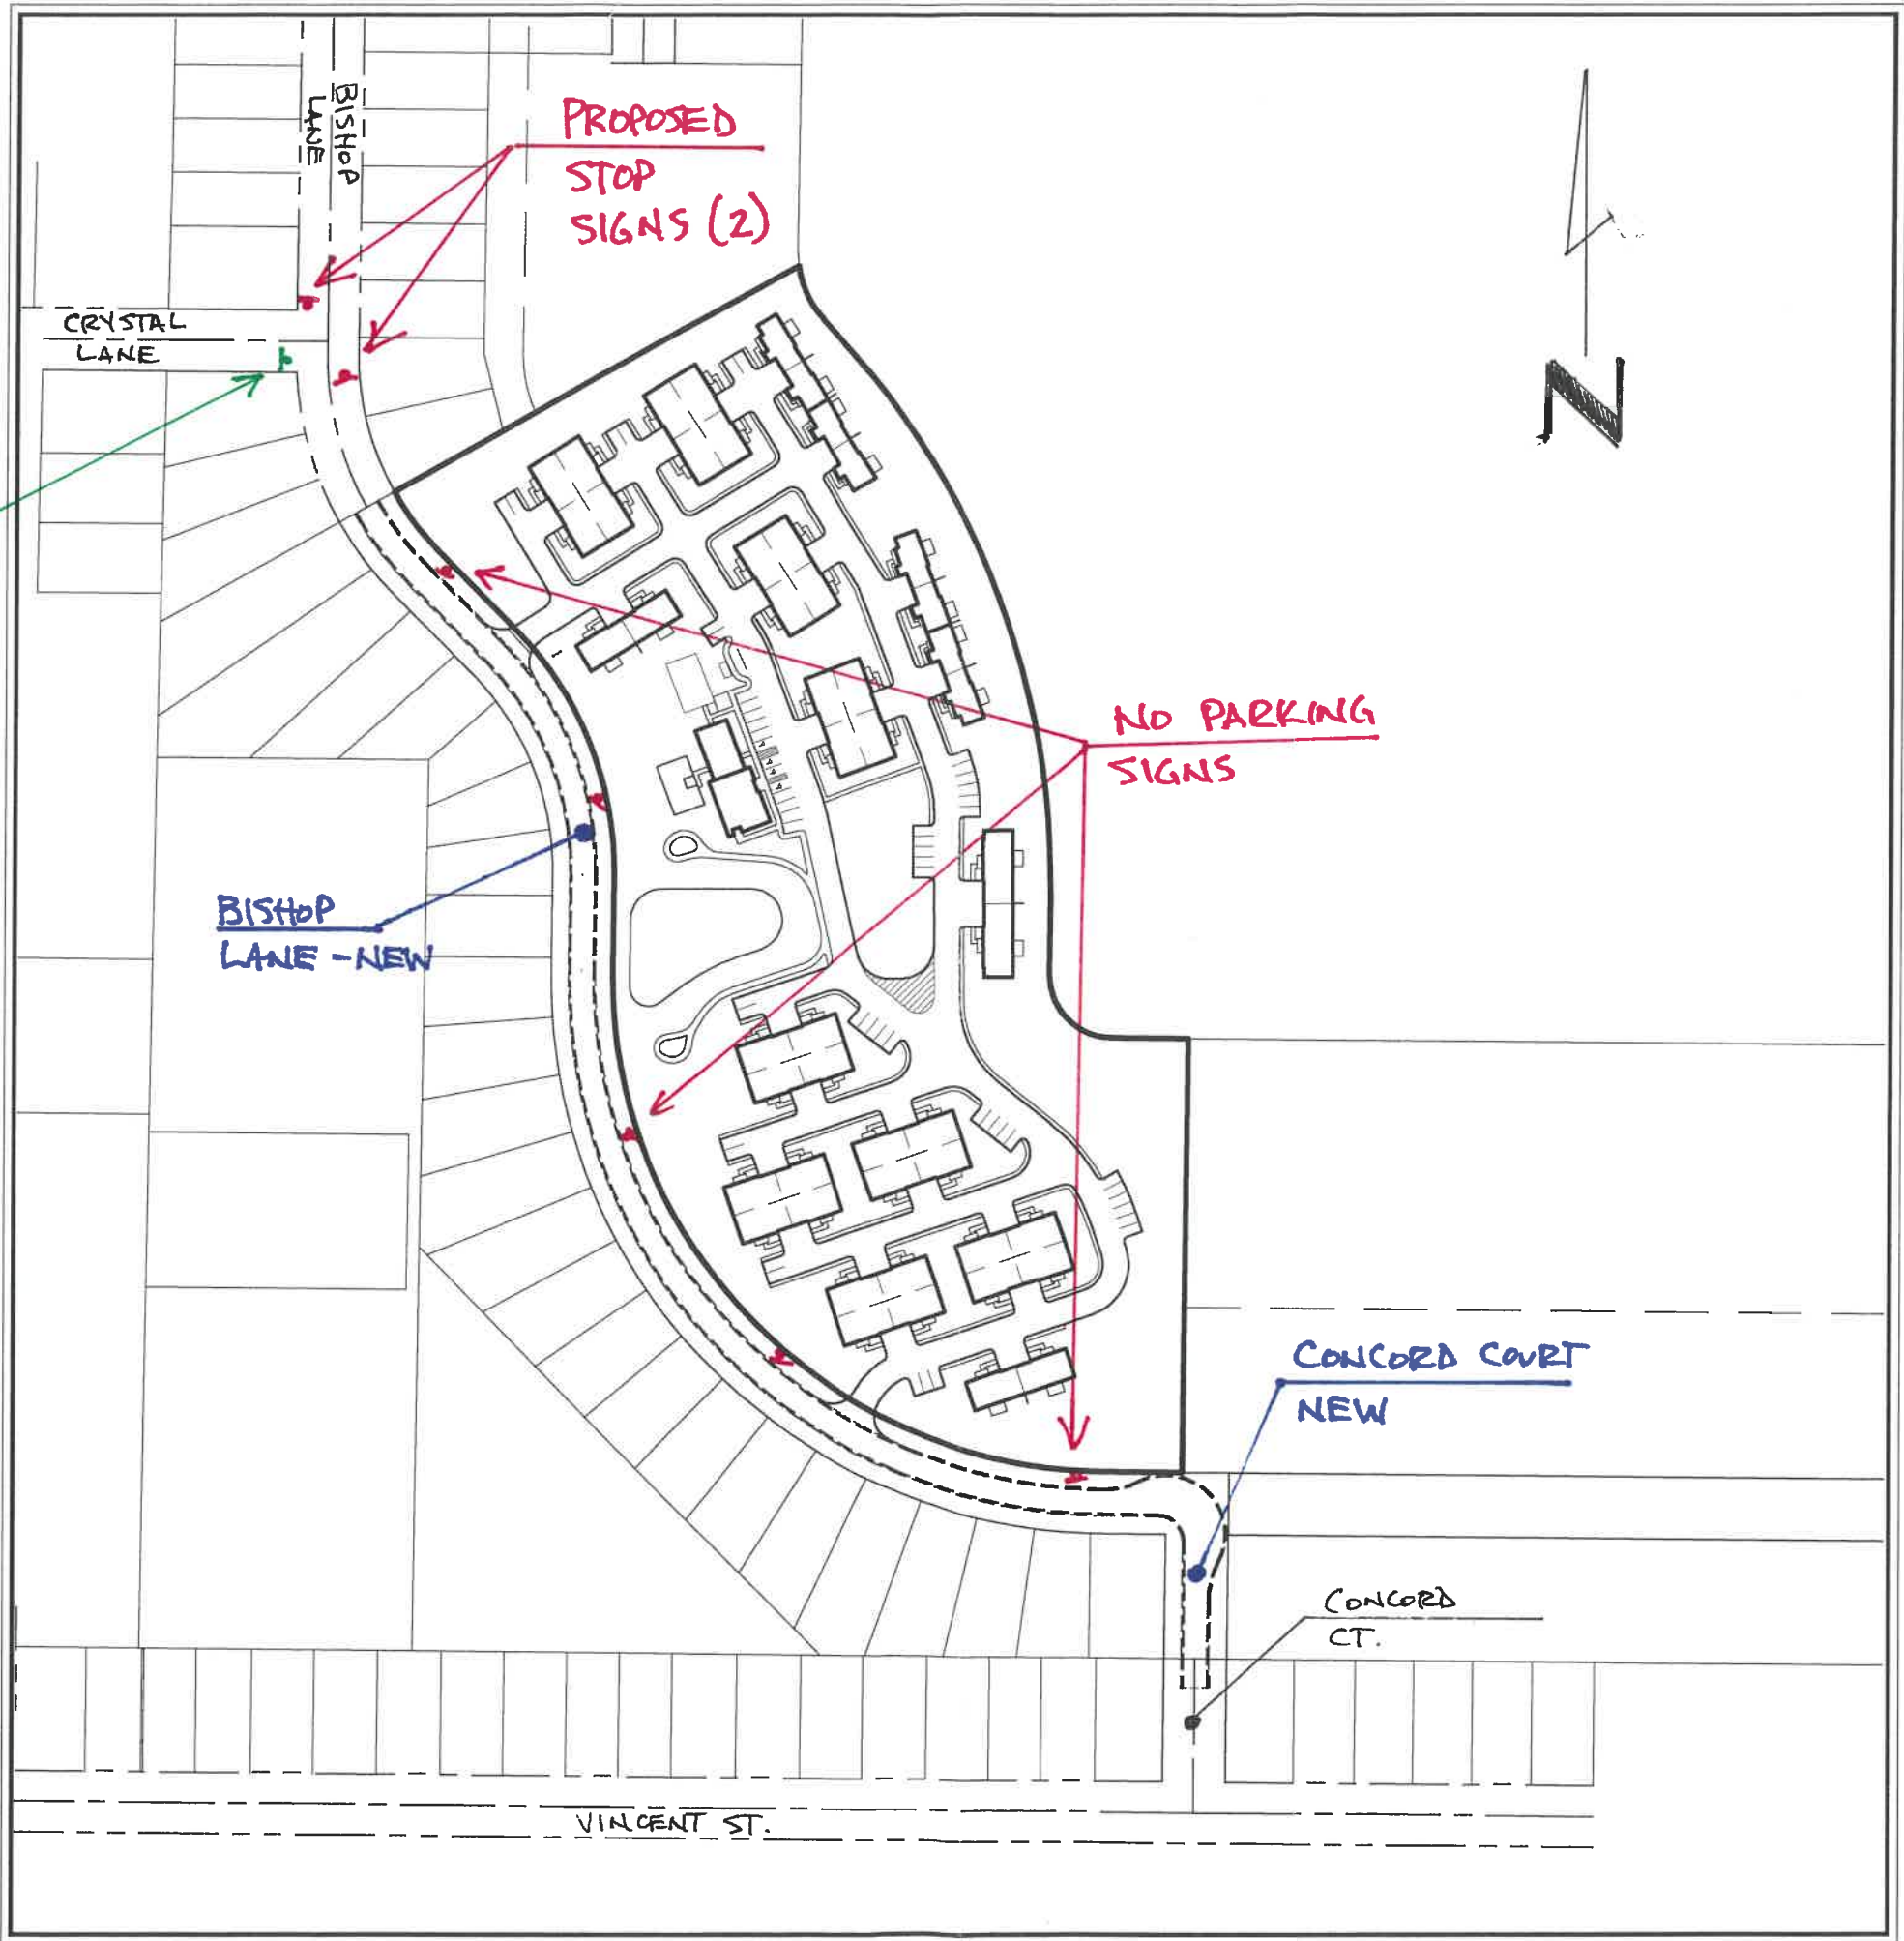 BISHOP
LANE
PROPOSED
STOP
SIGNS (2)
CRYSTAL
LANE
NO PARKING
SIGNS
BISHOP
LANE - NEW
CONCORD COURT
NEW
CONCORD
CT.
VINCENT ST.
N